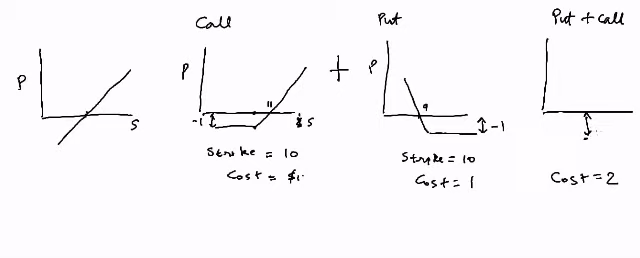 Call
Put
Put + call
P
S
P
-1
11
S
+
P
9
-1
Strike = 10
Cost = $1
Strike = 10
Cost = 1
Cost = 2